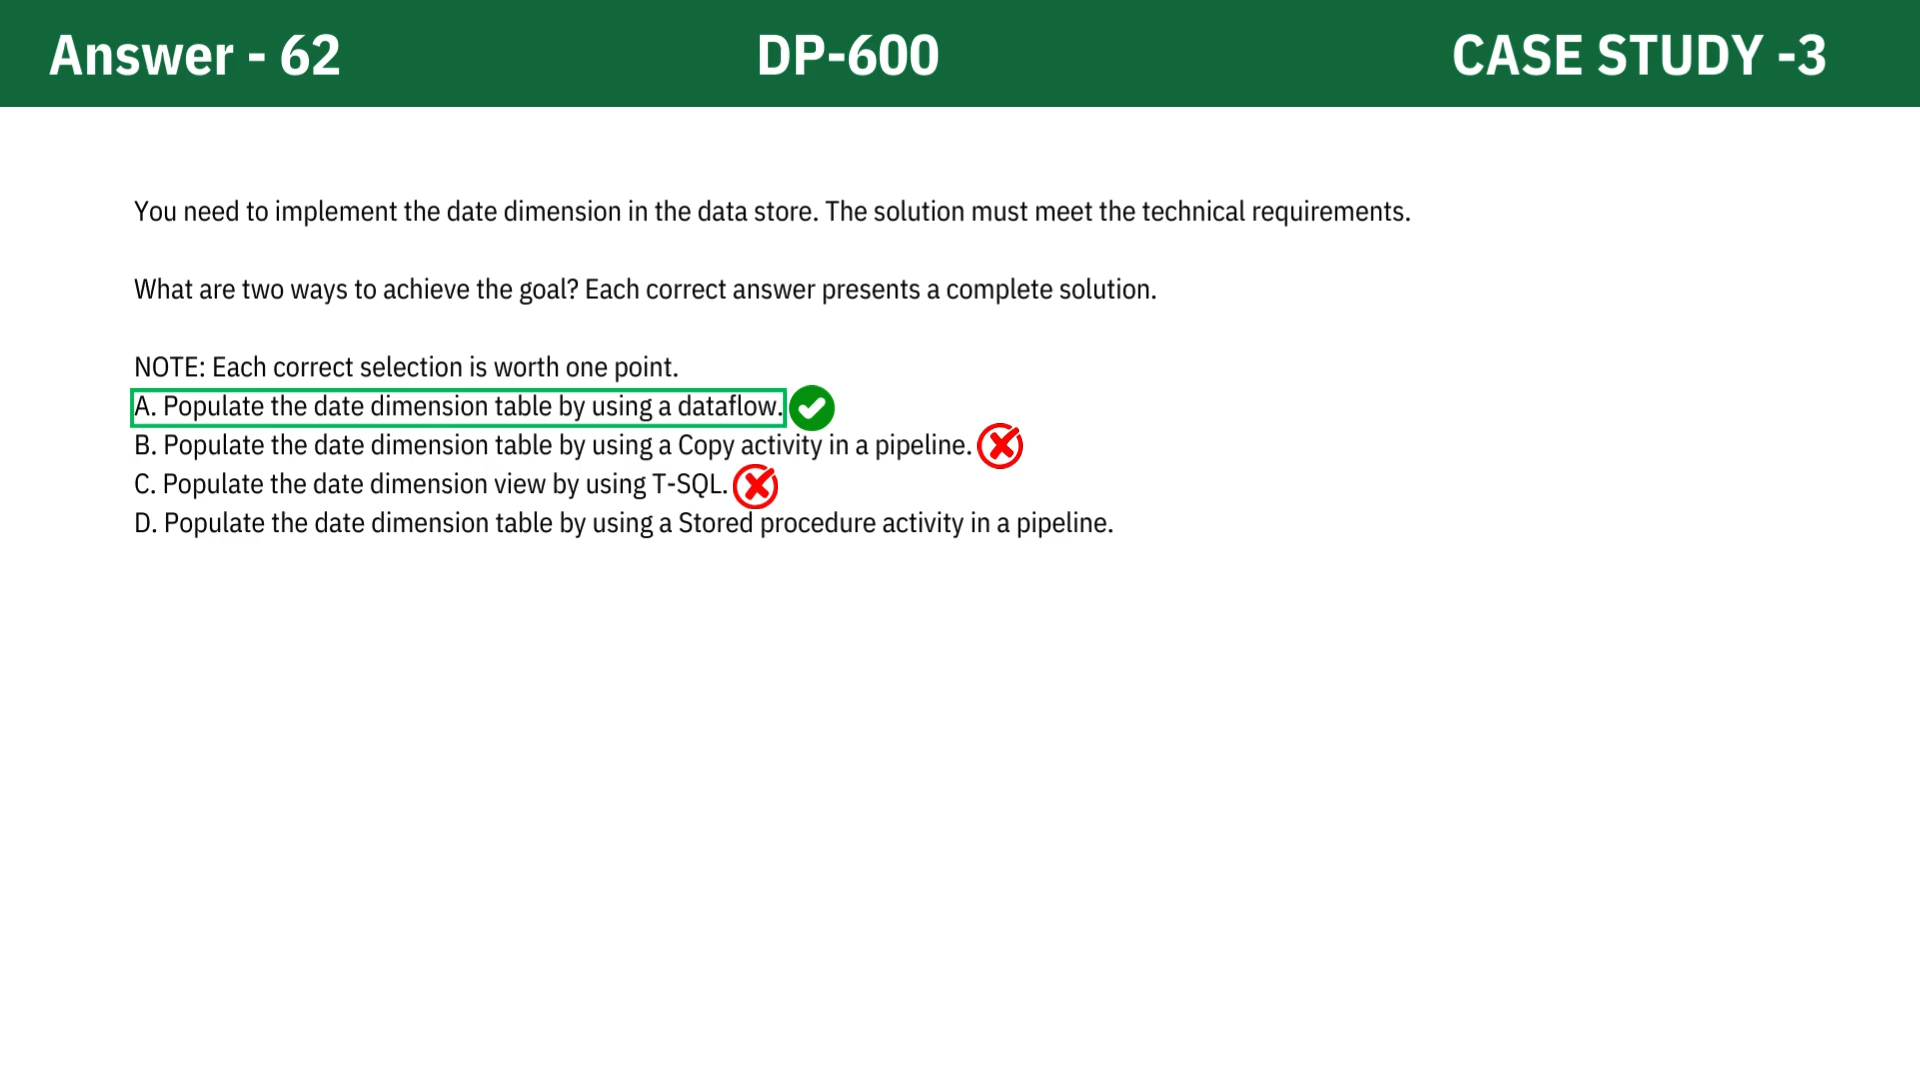 Answer - 62
DP-600
CASE STUDY -3
You need to implement the date dimension in the data store. The solution must meet the technical requirements.
What are two ways to achieve the goal? Each correct answer presents a complete solution.
NOTE: Each correct selection is worth one point.
A. Populate the date dimension table by using a dataflow.
B. Populate the date dimension table by using a Copy activity in a pipeline.
C. Populate the date dimension view by using T-SQL.
D. Populate the date dimension table by using a Stored procedure activity in a pipeline.